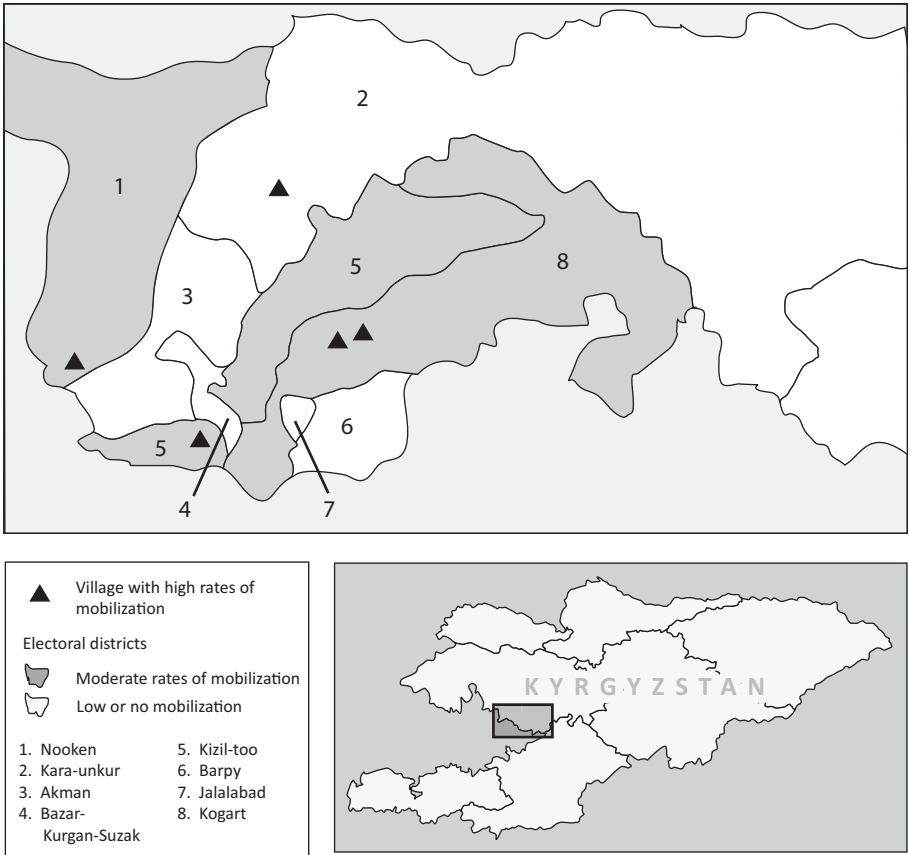 2
1
5
8
3
6
5
4
7
Village with high rates of
mobilization
Electoral districts
Moderate rates of mobilization
Low or no mobilization
1. Nooken
2. Kara-unkur
3. Akman
4. Bazar-
Kurgan-Suzak
5. Kizil-too
6. Barpy
7. Jalalabad
8. Kogart
KYRGYZSTAN